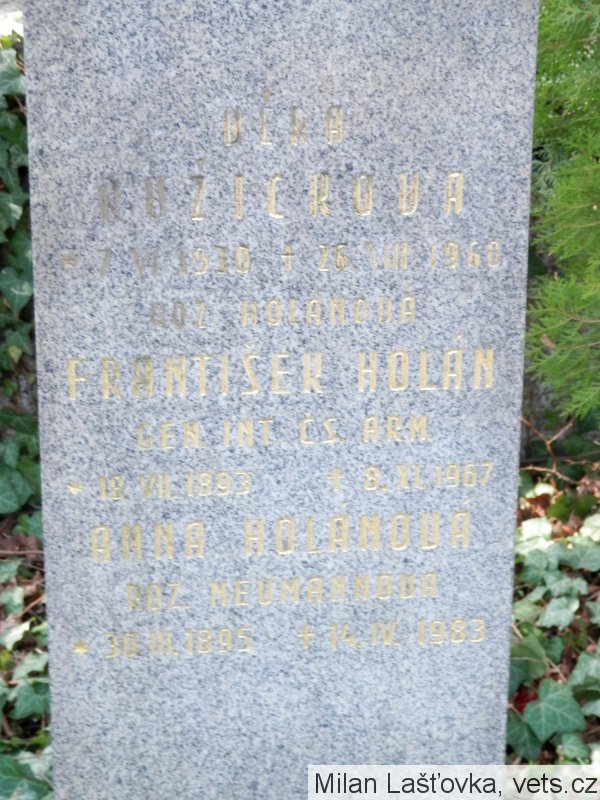 VĚRA
RŮŽIČKOVÁ
* 7. VI. 1930 † 26. VIII. 1960
ROZ. HOLÁNOVÁ
FRANTIŠEK HOLÁN
GEN. INT. ČS. ARM.
* 18. VII. 1893 † 8. XI. 1967
ANNA HOLÁNOVÁ
ROZ. NEUMANNOVÁ
* 30. III. 1895 † 14. IV. 1983
Milan Lašťovka, vets.cz